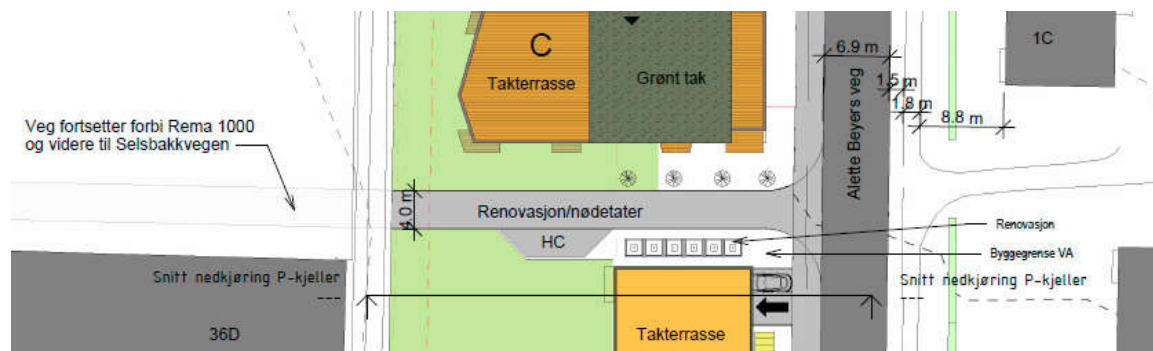 C
Takterrasse
Grønt tak
6.9 m
1C
1.5 m
1.8 m
8.8 m
Alette Beyers veg
Veg fortsetter forbi Rema 1000
og videre til Selsbakkvegen
4.0 m
Renovasjon/nødetater
HC
Renovasjon
Byggegrense VA
Snitt nedkjøring P-kjeller
Snitt nedkjøring P-kjeller
36D
Takterrasse